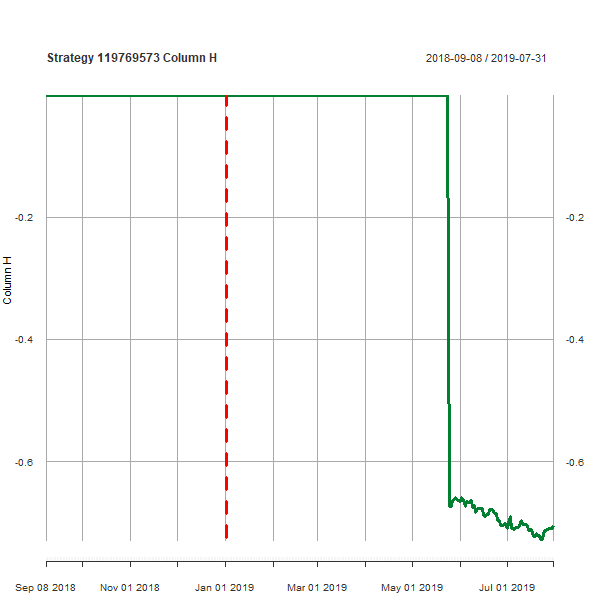 Strategy 119769573 Column H
2018-09-08 / 2019-07-31
-0.2
-0.4
-0.6
Column H
-0.2
-0.4
-0.6
Sep 08 2018
Nov 01 2018
Jan 01 2019
Mar 01 2019
May 01 2019
Jul 01 2019